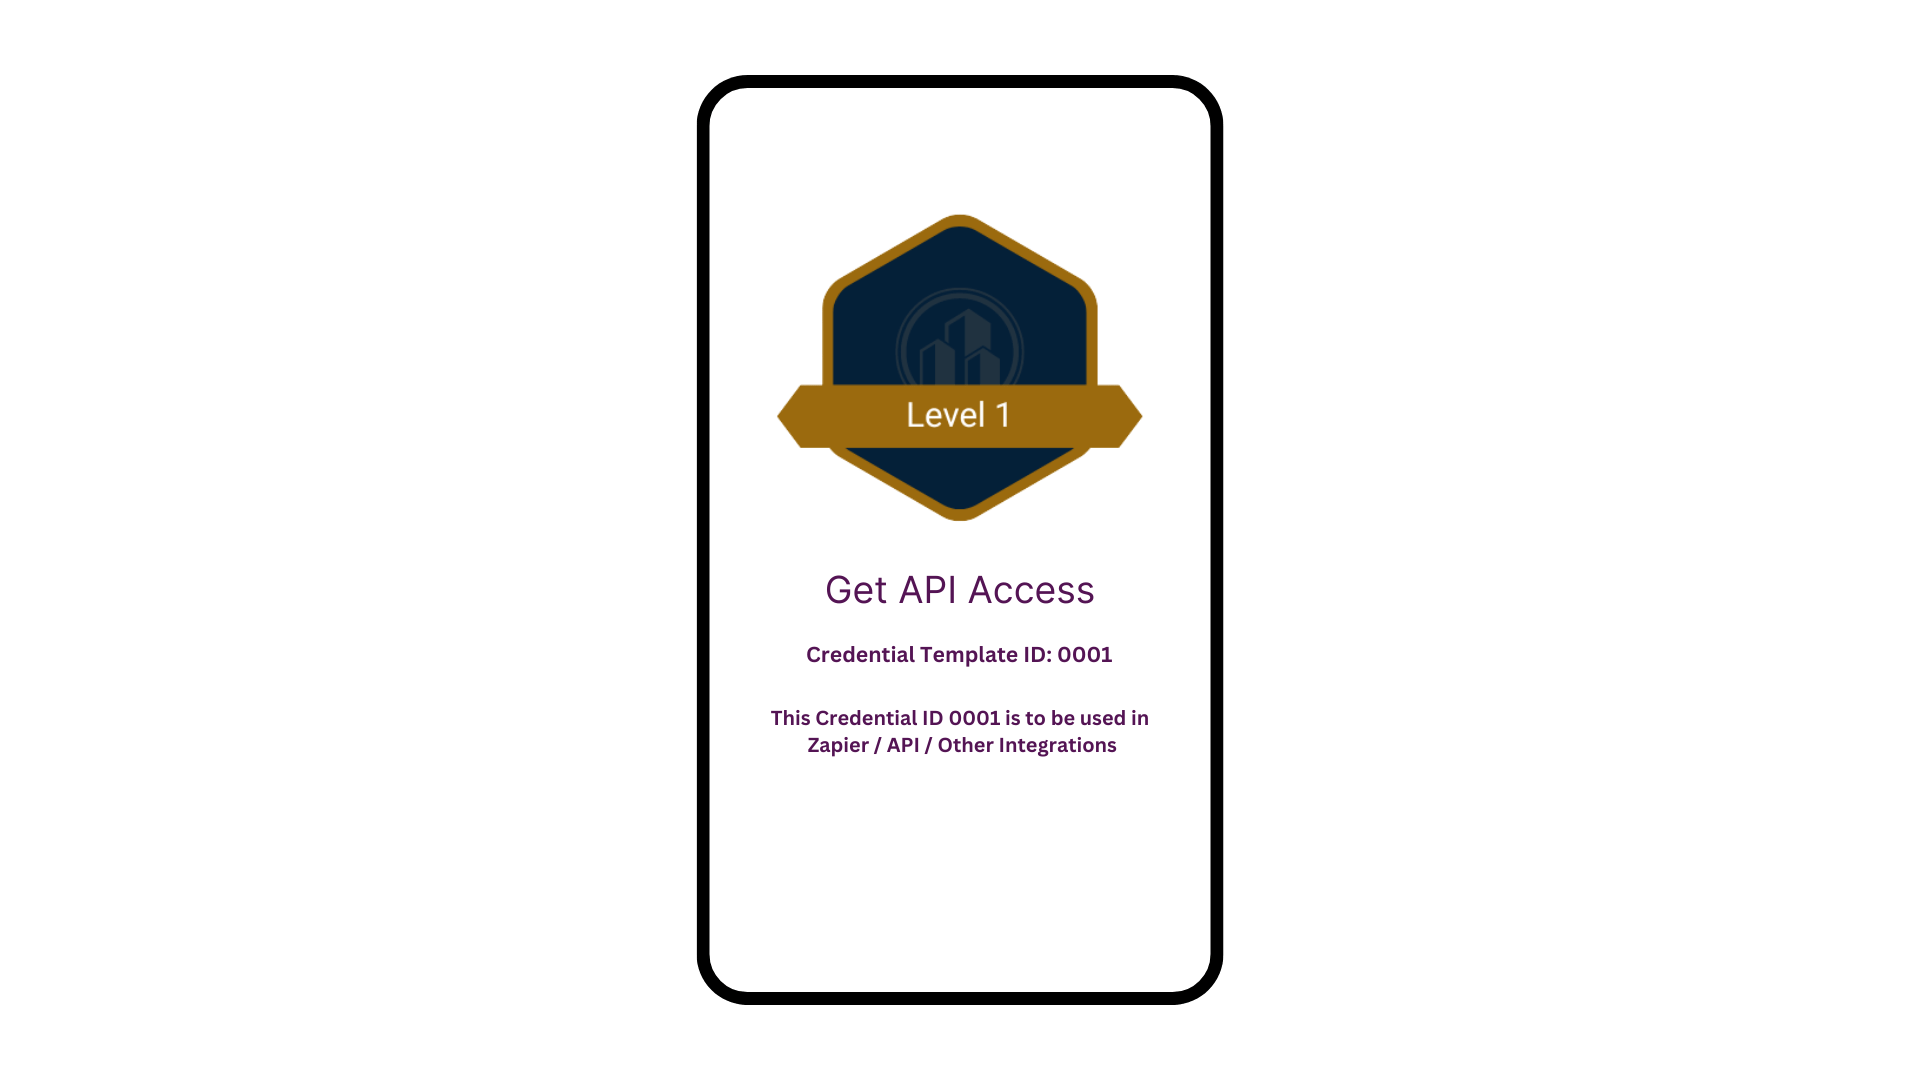 Level 1
Get API Access
Credential Template ID: 0001
This Credential ID 0001 is to be used in
Zapier / API / Other Integrations